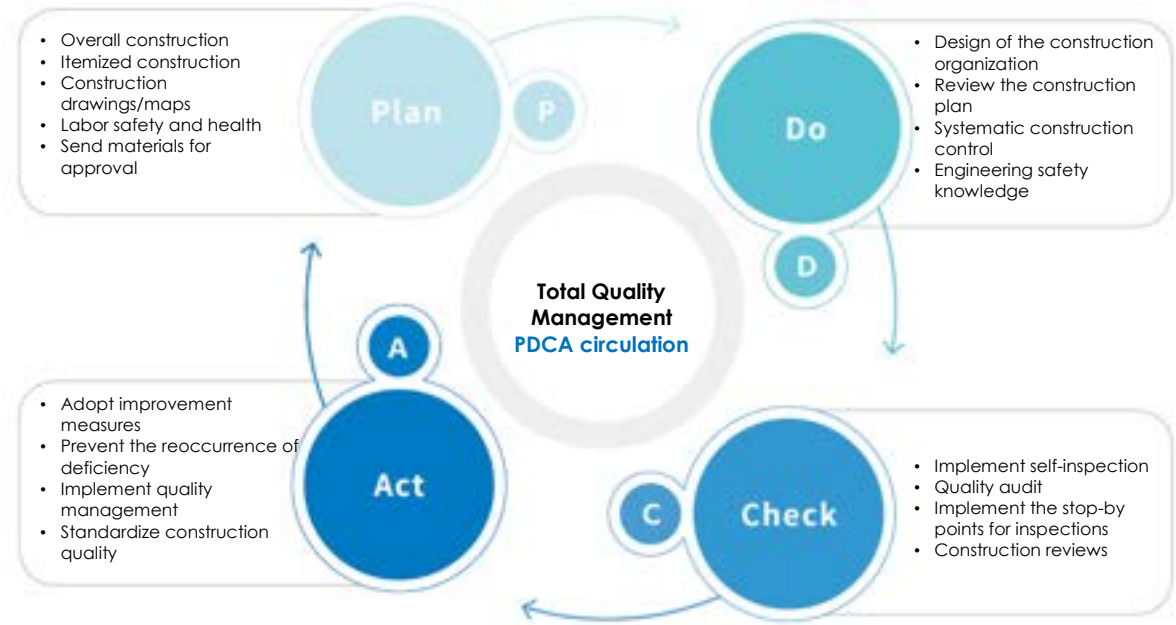 • Overall construction
• Itemized construction
• Construction
drawings/maps
• Labor safety and health
• Send materials for
approval
Plan
P
Do
• Design of the construction
organization
• Review the construction
plan
• Systematic construction
control
• Engineering safety
knowledge
D
Total Quality
Management
PDCA circulation
A
• Adopt improvement
measures
• Prevent the reoccurrence of
deficiency
• Implement quality
management
• Standardize construction
quality
Act
C
Check
• Implement self-inspection
• Quality audit
• Implement the stop-by
points for inspections
• Construction reviews